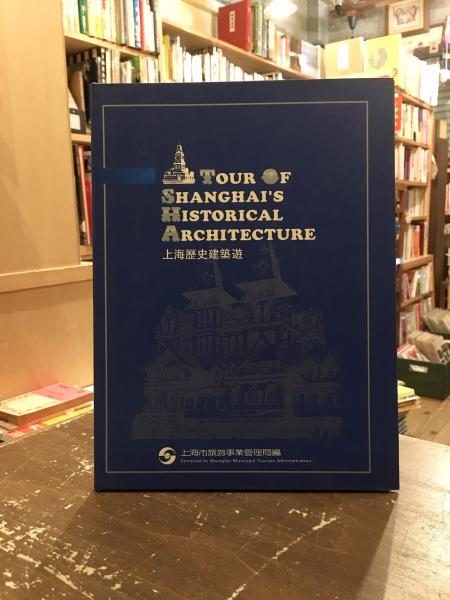 TOUR OF
SHANGHAI'S
HISTORICAL
ARCHITECTURE
上海歷史建築遊
上海市旅游事業管理局編
Compiled by Shanghai Municipal Tourism Administration